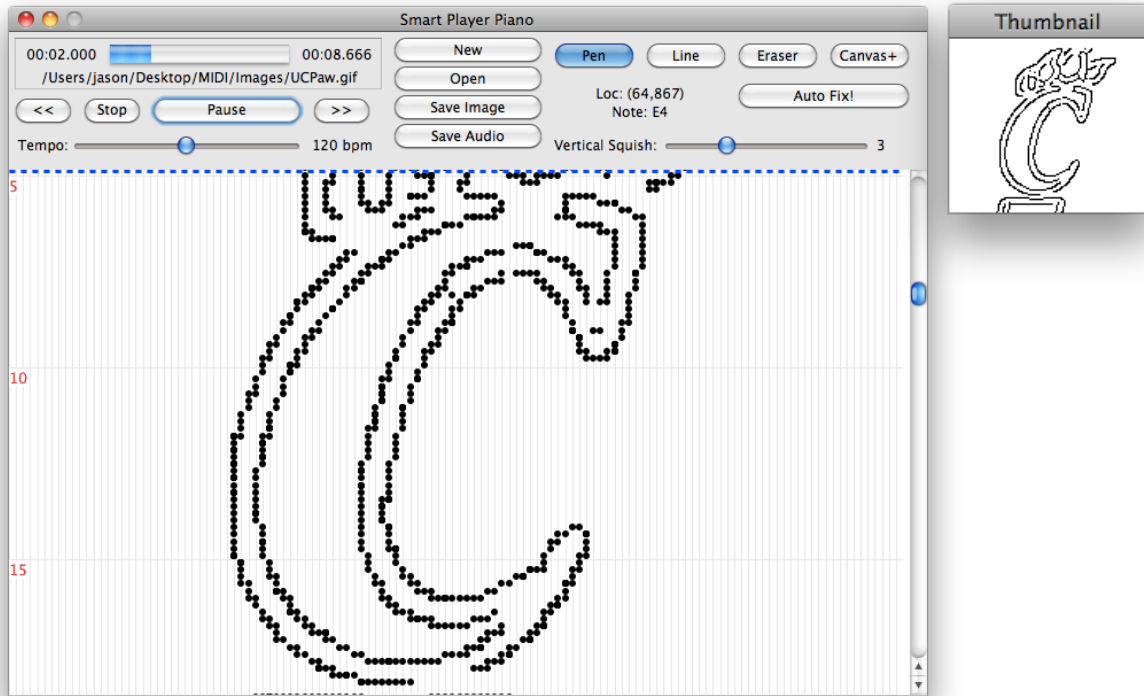 Smart Player Piano
Thumbnail
00:02.000 00:08.666
/Users/jason/Desktop/MIDI/Images/UCPaw.gif
<< Stop Pause >>
Tempo: 120 bpm
New
Open
Save Image
Save Audio
Pen Line Eraser Canvas+
Loc: (64,867)
Note: E4
Auto Fix!
Vertical Squish: 3
5
10
15